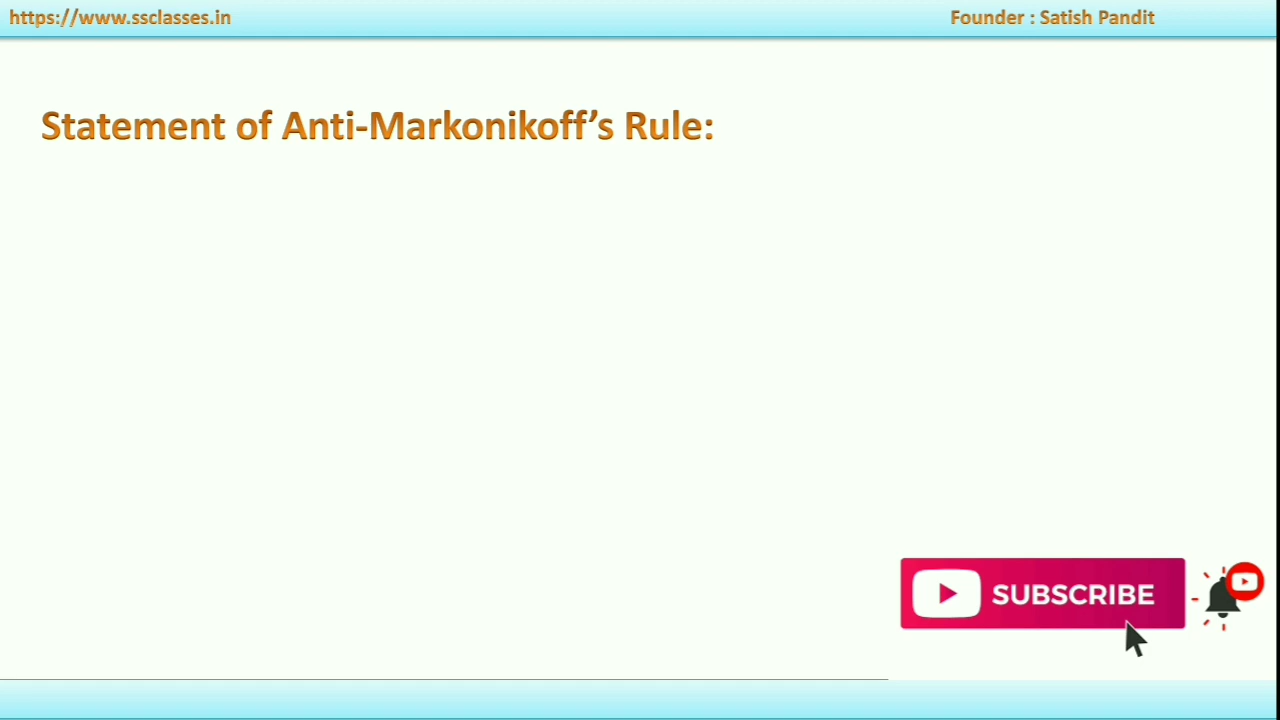 https://www.ssclasses.in
Founder : Satish Pandit
Statement of Anti-Markonikoff’s Rule:
SUBSCRIBE